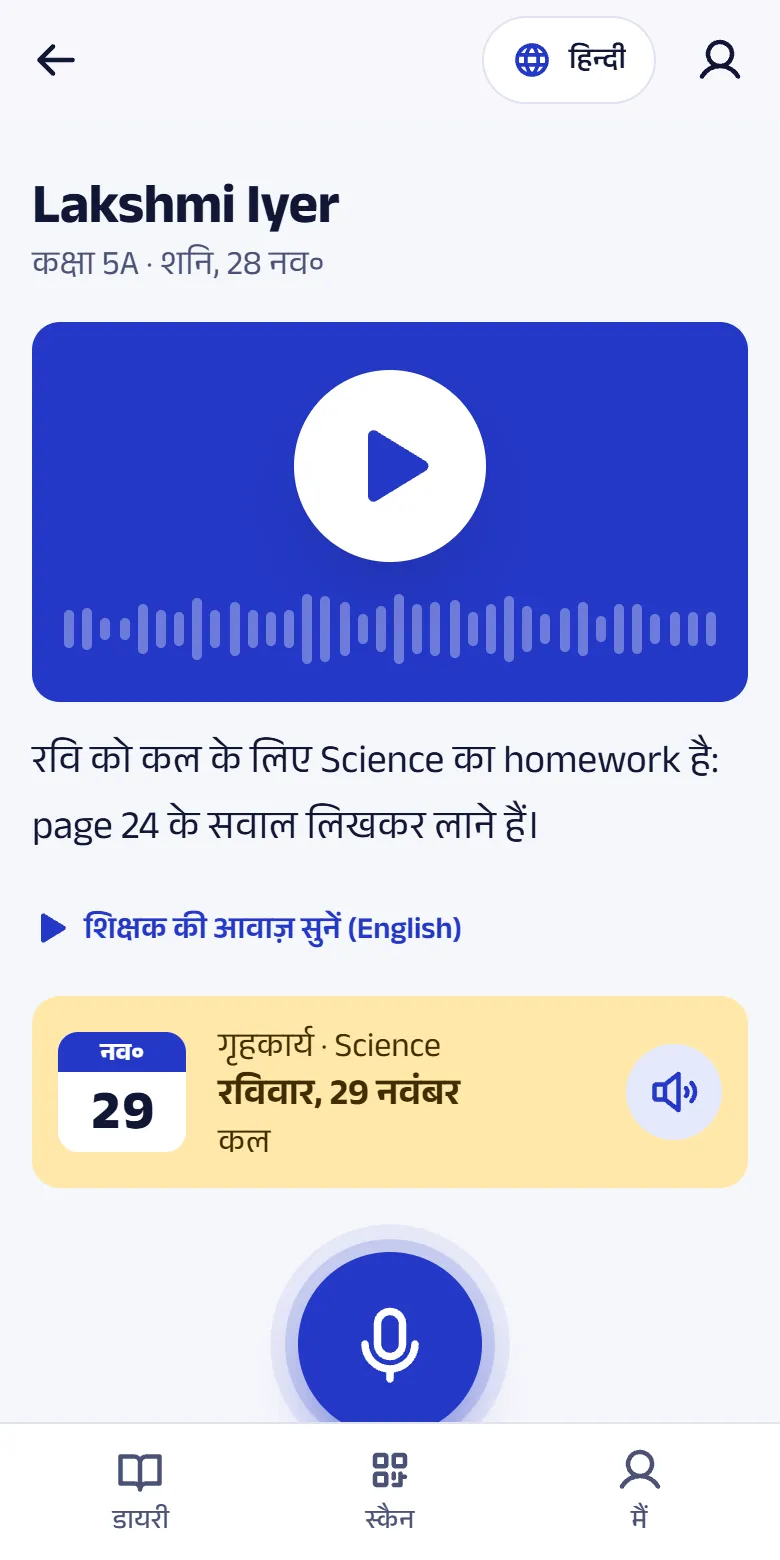 हिन्दी
Lakshmi Iyer
कक्षा 5A · शनि, 28 नव॰
रवि को कल के लिए Science का homework है:
page 24 के सवाल लिखकर लाने हैं।
शिक्षक की आवाज़ सुनें (English)
नव॰
29
गृहकार्य · Science
रविवार, 29 नवंबर
कल
डायरी
स्कैन
मैं